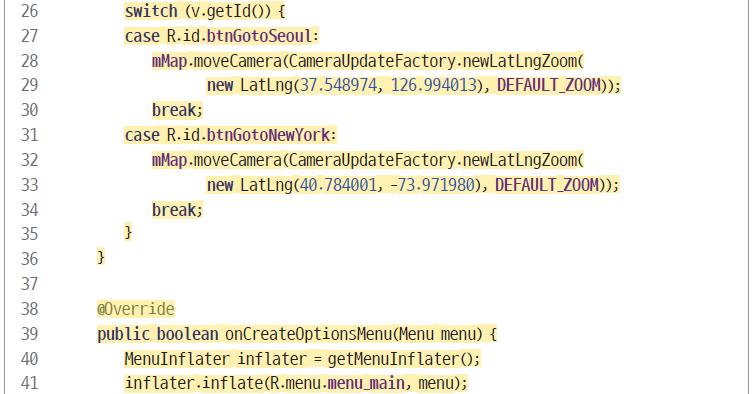 26 switch (v.getId()) {
27 case R.id.btnGotoSeoul:
28 mMap.moveCamera(CameraUpdateFactory.newLatLngZoom(
29 new LatLng(37.548974, 126.994013), DEFAULT_ZOOM));
30 break;
31 case R.id.btnGotoNewYork:
32 mMap.moveCamera(CameraUpdateFactory.newLatLngZoom(
33 new LatLng(40.784001, -73.971980), DEFAULT_ZOOM));
34 break;
35 }
36 }
37
38 @Override
39 public boolean onCreateOptionsMenu(Menu menu) {
40 MenuInflater inflater = getMenuInflater();
41 inflater.inflate(R.menu.menu_main, menu);